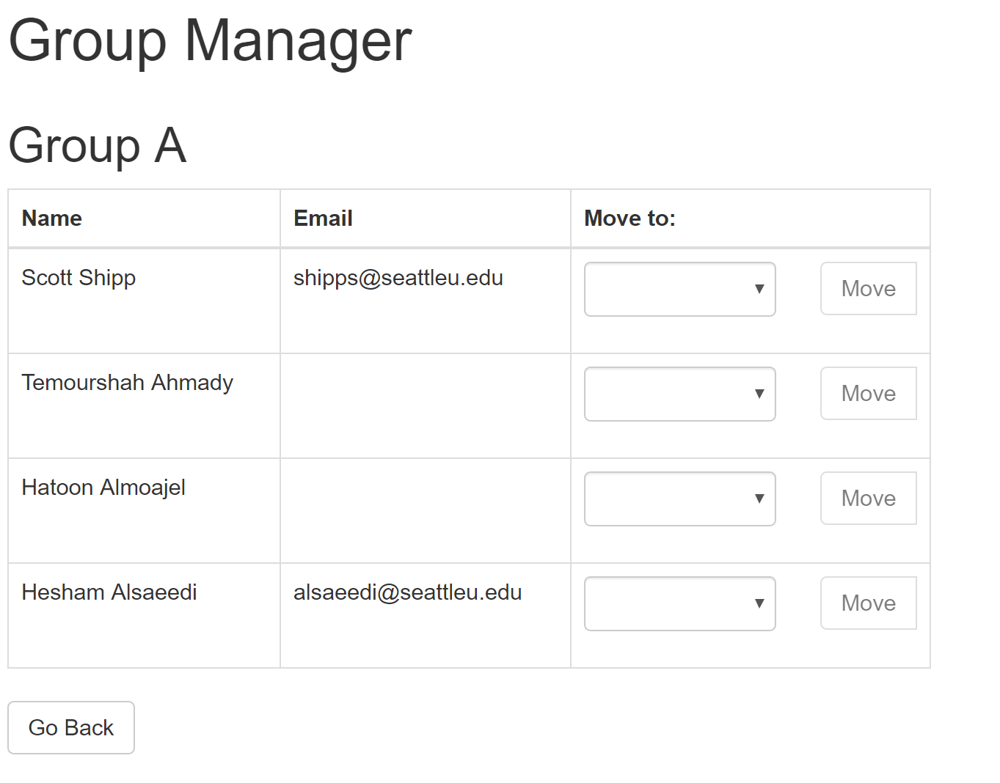 Group Manager
Group A
Name Email Move to:
Scott Shipp shipps@seattleu.edu Move
Temourshah Ahmady Move
Hatoon Almoajel Move
Hesham Alsaeedi alsaeedi@seattleu.edu Move
Go Back